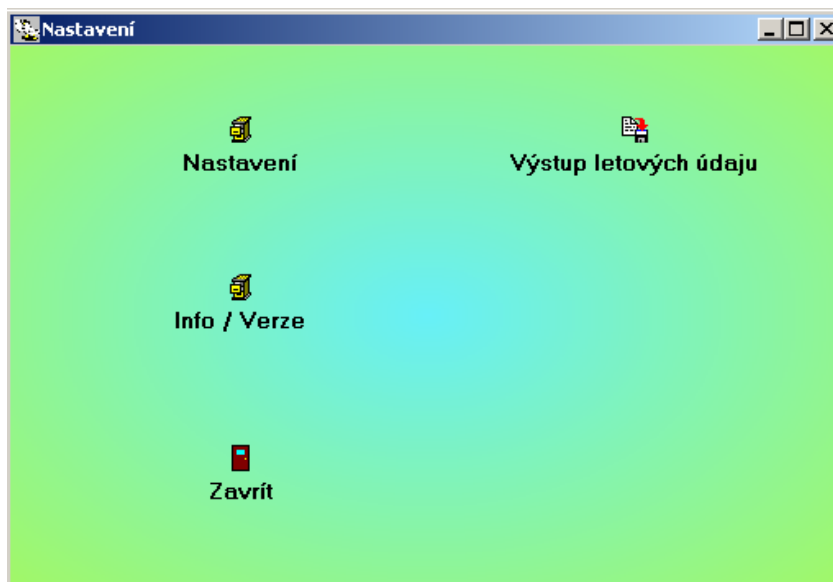 Nastavení
Nastavení
Výstup letových údaju
Info / Verze
Zavrít